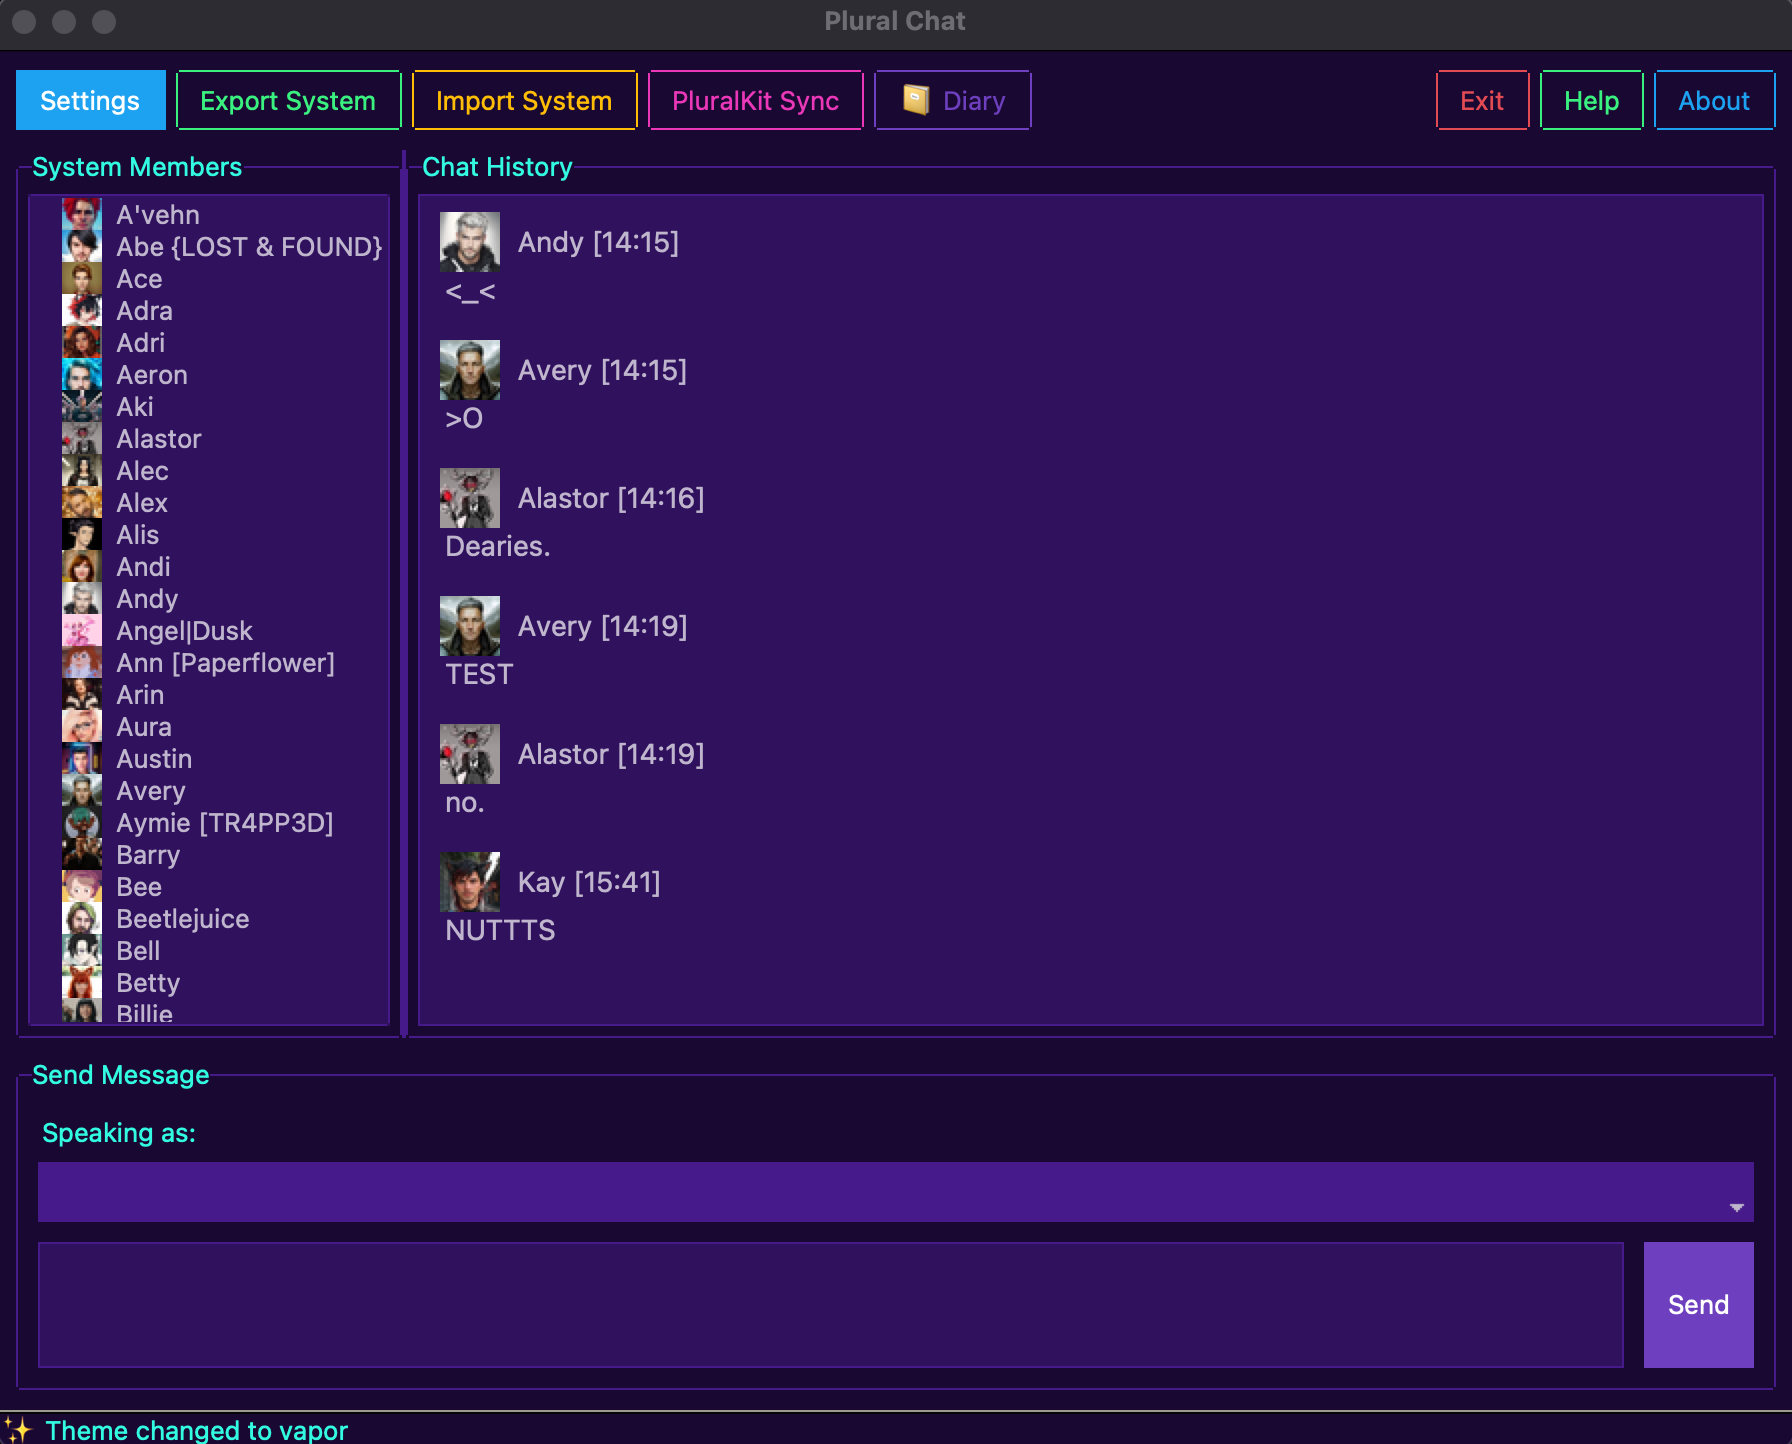 Plural Chat
Settings
Export System
Import System
PluralKit Sync
Diary
Exit
Help
About
System Members
A'vehn
Abe {LOST & FOUND}
Ace
Adra
Adri
Aeron
Aki
Alastor
Alec
Alex
Alis
Andi
Andy
Angel|Dusk
Ann [Paperflower]
Arin
Aura
Austin
Avery
Aymie [TR4PP3D]
Barry
Bee
Beetlejuice
Bell
Betty
Billie
Chat History
Andy [14:15]
<_<
Avery [14:15]
>O
Alastor [14:16]
Dearies.
Avery [14:19]
TEST
Alastor [14:19]
no.
Kay [15:41]
NUTTTS
Send Message
Speaking as:
Send
✨ Theme changed to vapor